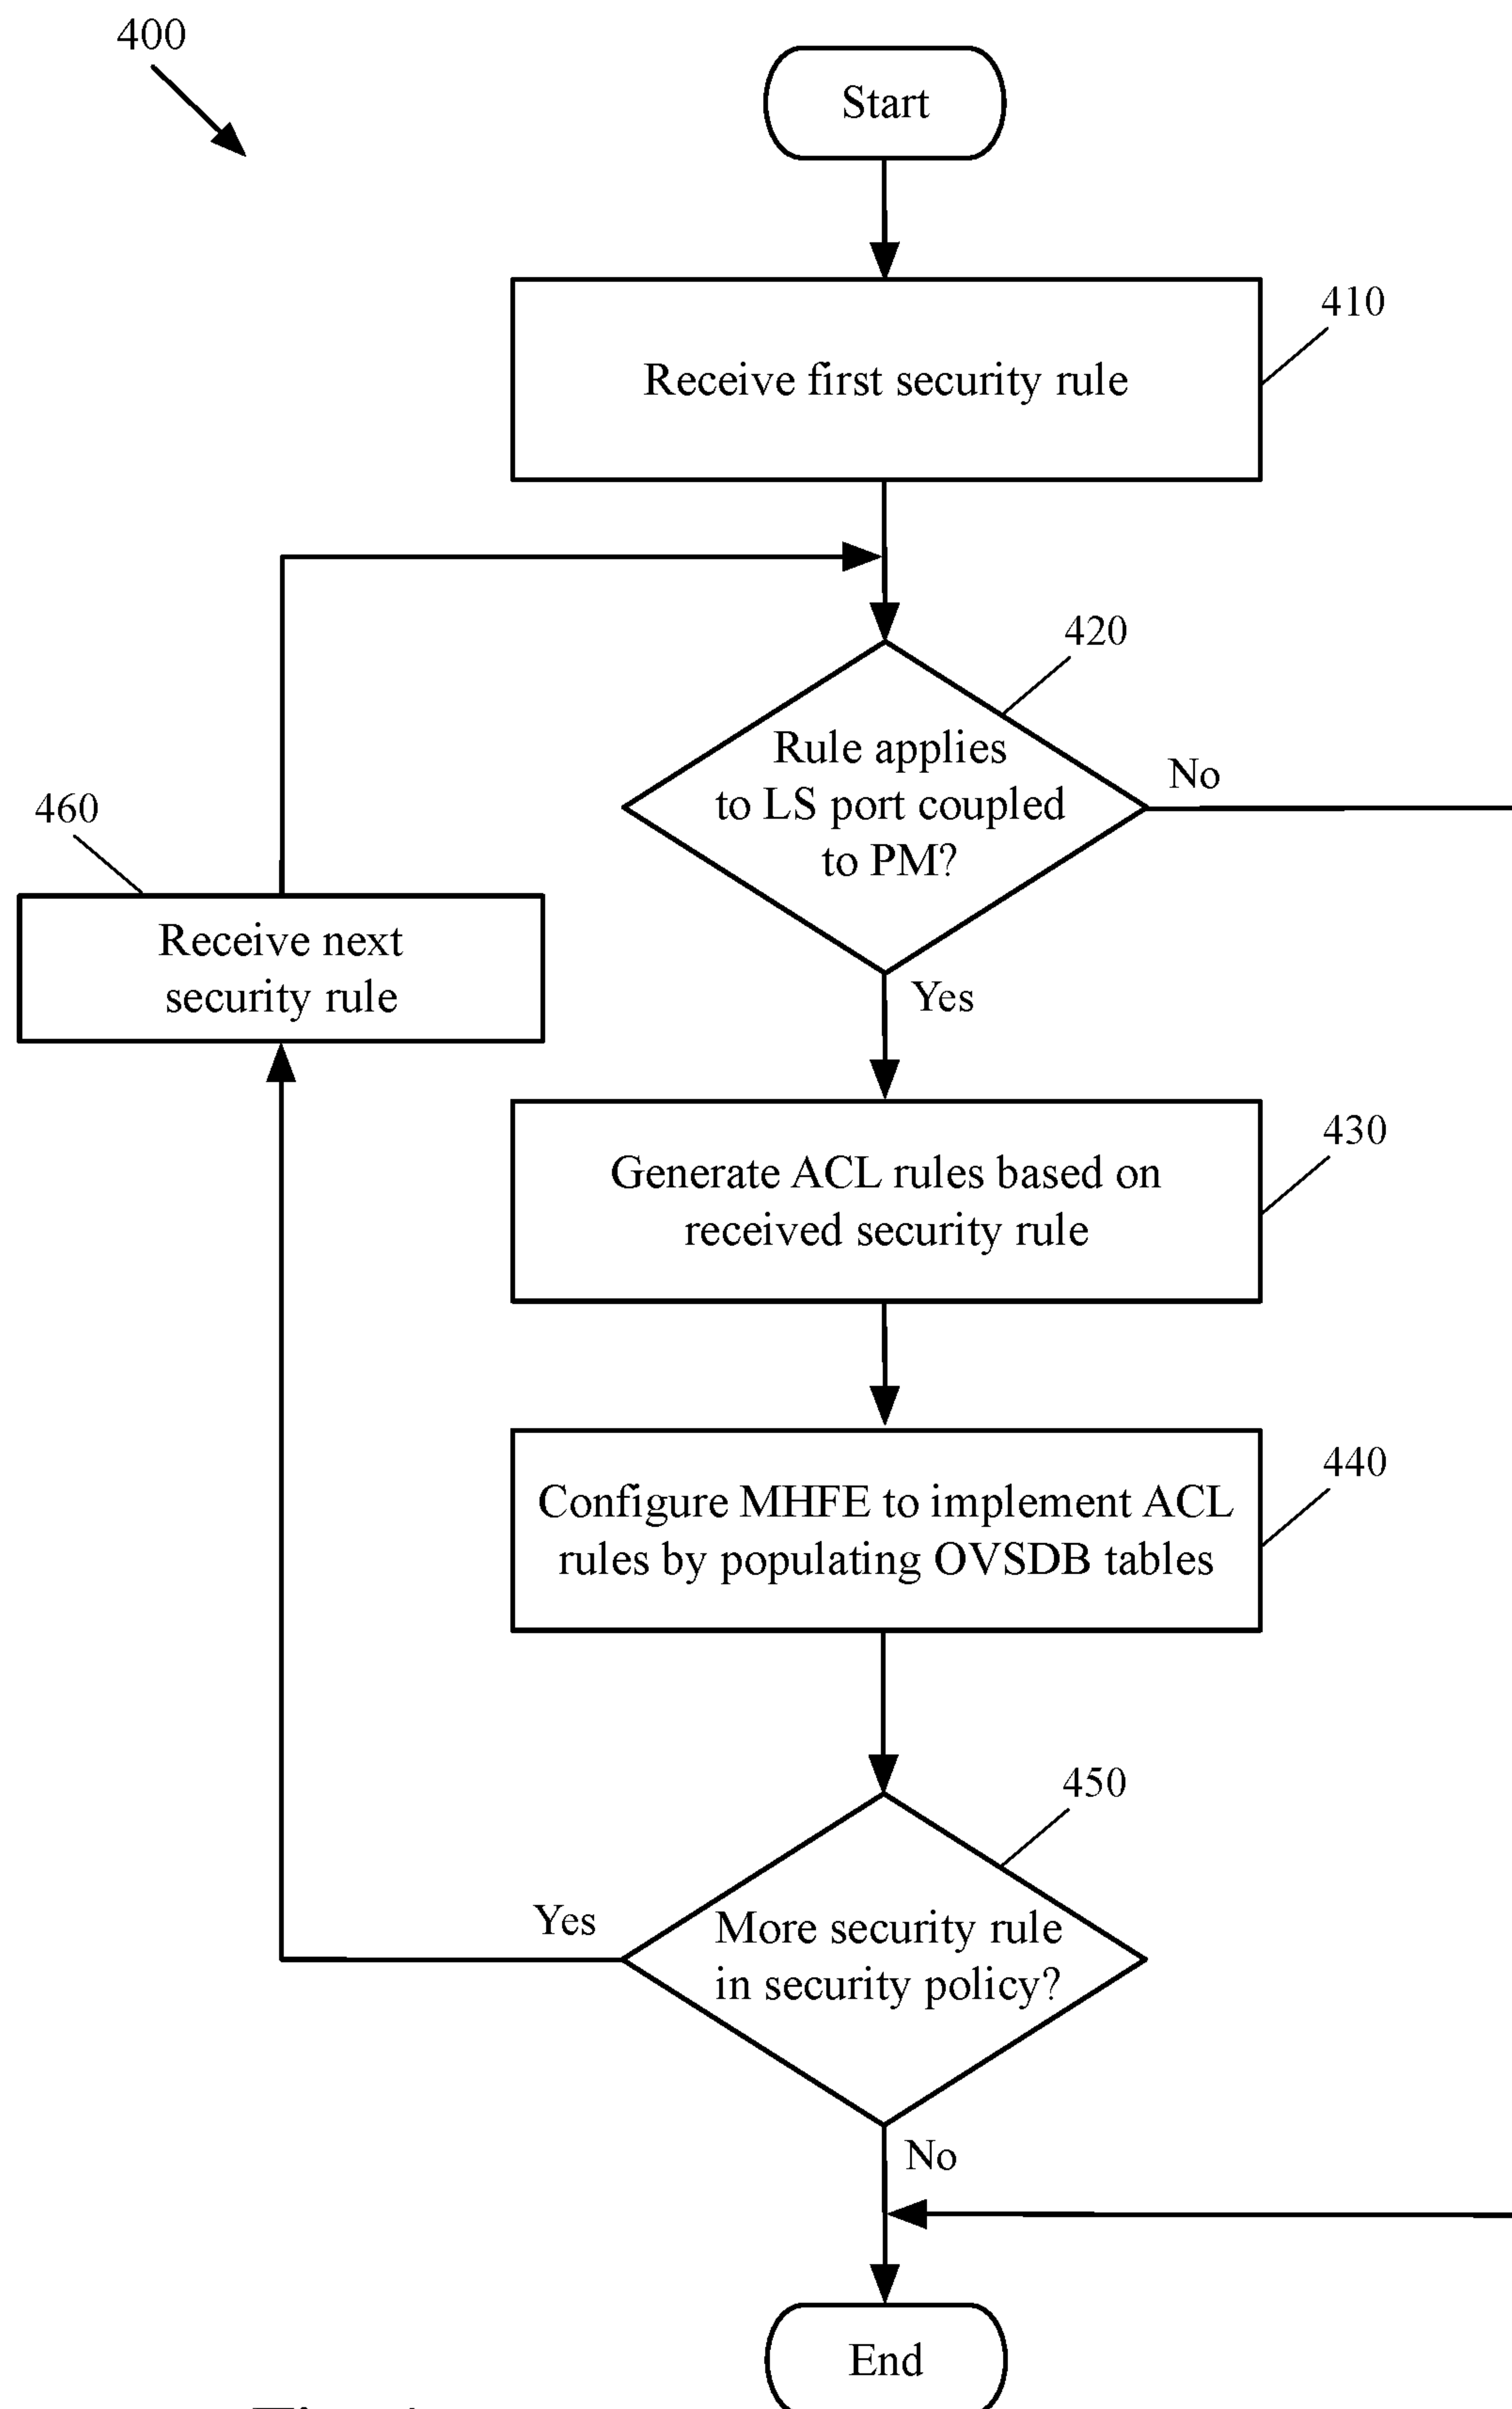 400
Start
410
Receive first security rule
420
Rule applies
to LS port coupled
to PM?
No
460
Receive next
security rule
Yes
430
Generate ACL rules based on
received security rule
440
Configure MHFE to implement ACL
rules by populating OVSDB tables
450
Yes
More security rule
in security policy?
No
End